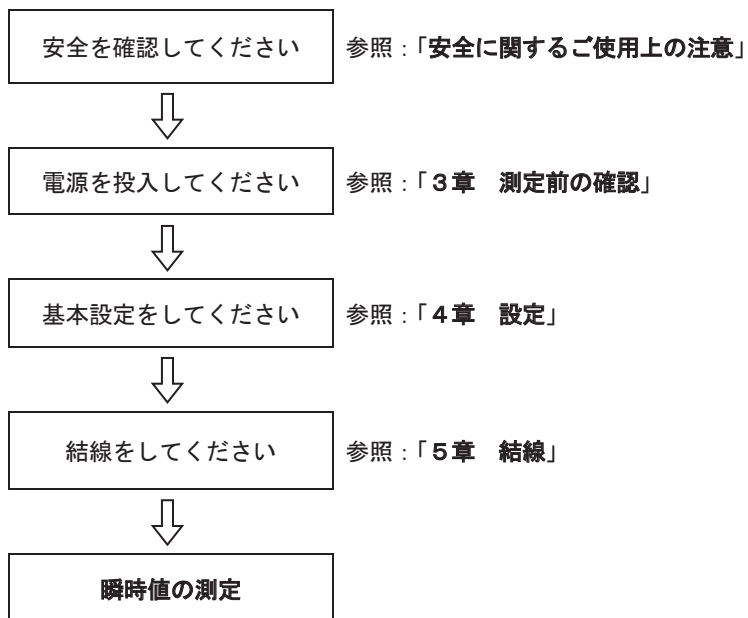 安全を確認してください 参照：「安全に関するご使用上の注意」
電源を投入してください 参照：「３章　測定前の確認」
基本設定をしてください 参照：「４章　設定」
結線をしてください 参照：「５章　結線」
瞬時値の測定